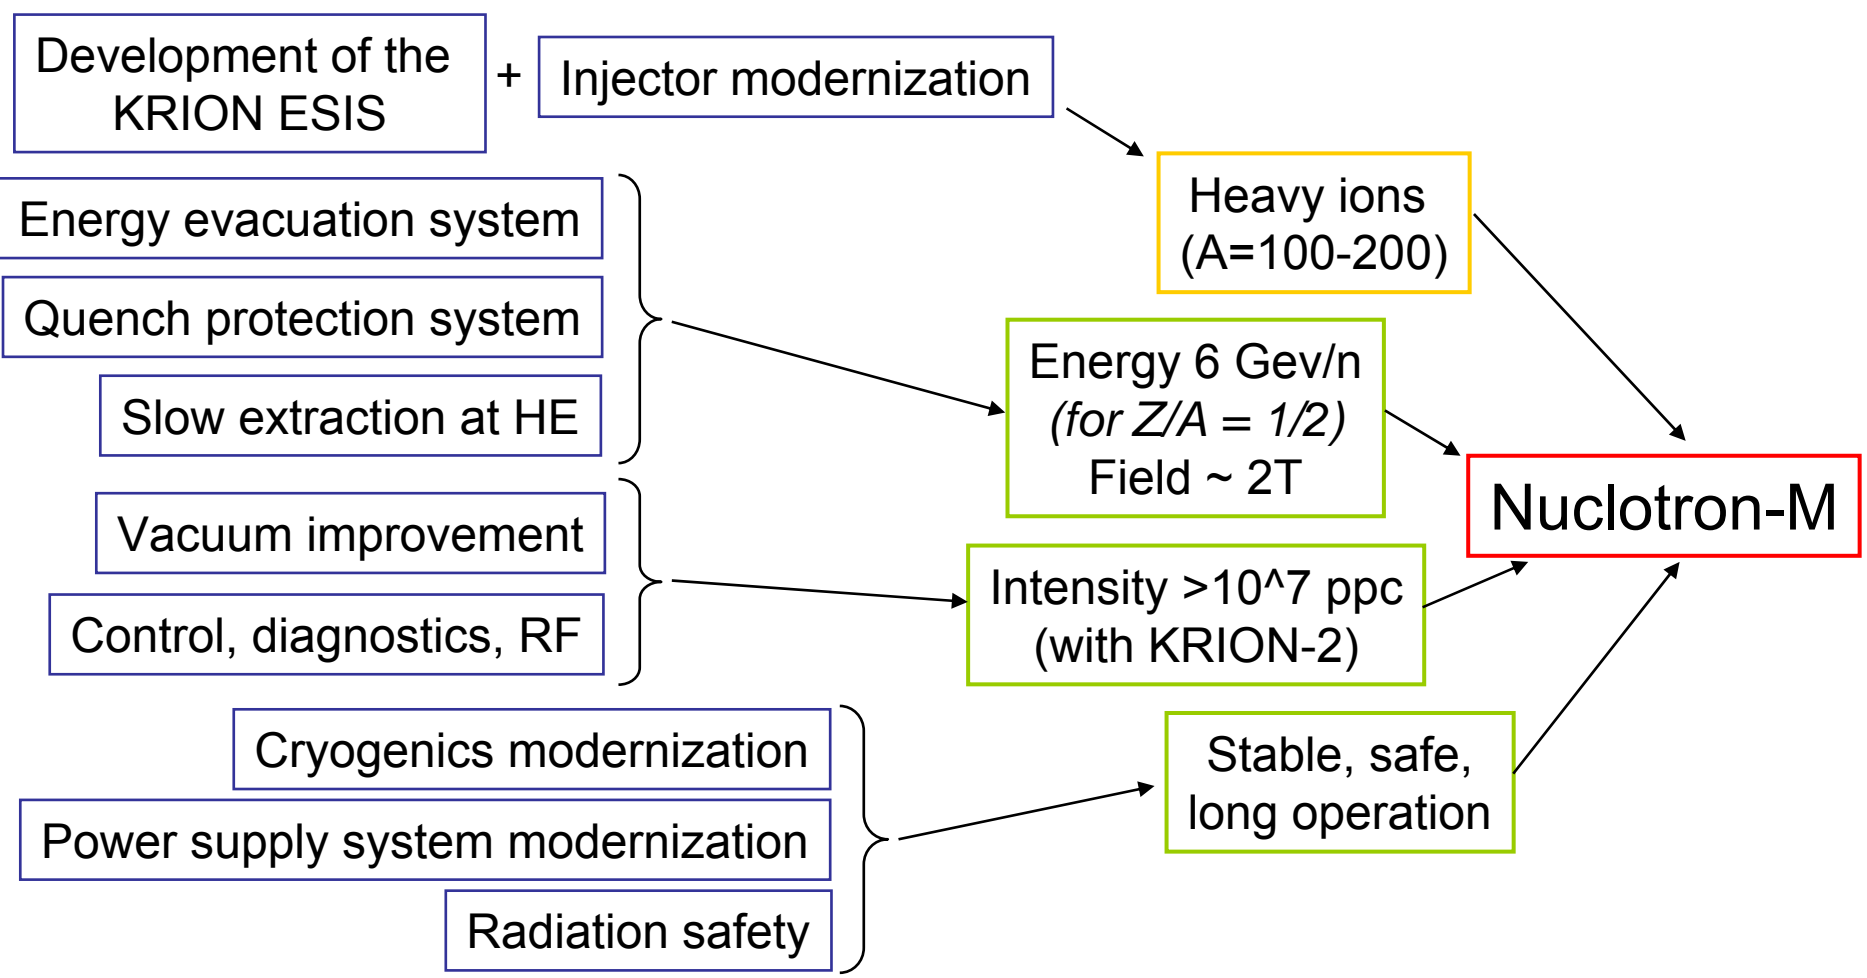 Development of the
KRION ESIS
+
Injector modernization
Heavy ions
(A=100-200)
Energy evacuation system
Quench protection system
Slow extraction at HE
Energy 6 Gev/n
(for Z/A = 1/2)
Field ~ 2T
Nuclotron-M
Vacuum improvement
Control, diagnostics, RF
Intensity >10^7 ppc
(with KRION-2)
Cryogenics modernization
Power supply system modernization
Radiation safety
Stable, safe,
long operation